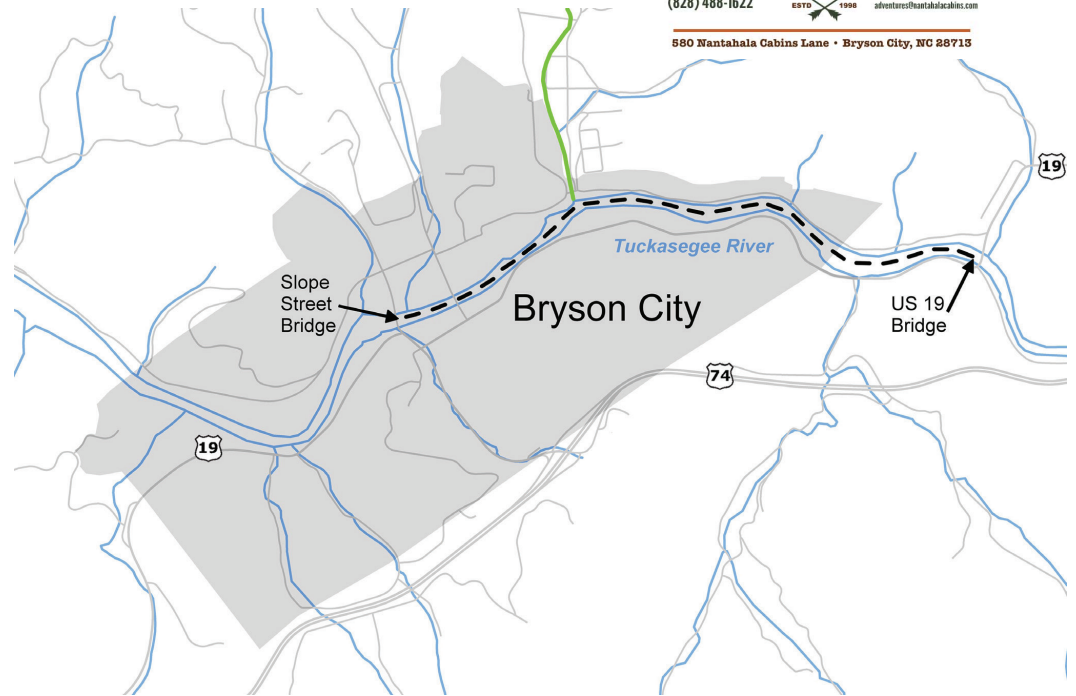 (828) 488-1622
ESTD 1998
adventures@nantahalacabins.com
580 Nantahala Cabins Lane • Bryson City, NC 28713
19
Tuckasegee River
Slope
Street
Bridge
Bryson City
US 19
Bridge
74
19